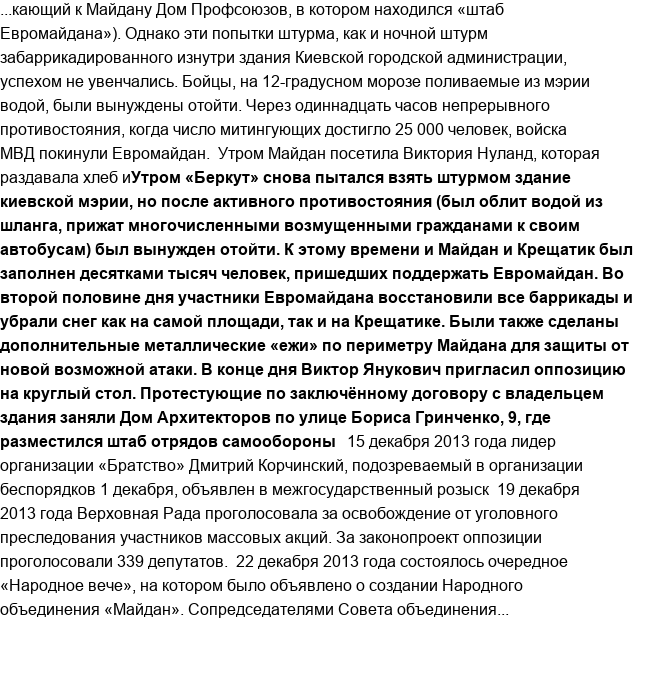 ...кающий к Майдану Дом Профсоюзов, в котором находился «штаб
Евромайдана»). Однако эти попытки штурма, как и ночной штурм
забаррикадированного изнутри здания Киевской городской администрации,
успехом не увенчались. Бойцы, на 12-градусном морозе поливаемые из мэрии
водой, были вынуждены отойти. Через одиннадцать часов непрерывного
противостояния, когда число митингующих достигло 25 000 человек, войска
МВД покинули Евромайдан.  Утром Майдан посетила Виктория Нуланд, которая
раздавала хлеб иУтром «Беркут» снова пытался взять штурмом здание
киевской мэрии, но после активного противостояния (был облит водой из
шланга, прижат многочисленными возмущенными гражданами к своим
автобусам) был вынужден отойти. К этому времени и Майдан и Крещатик был
заполнен десятками тысяч человек, пришедших поддержать Евромайдан. Во
второй половине дня участники Евромайдана восстановили все баррикады и
убрали снег как на самой площади, так и на Крещатике. Были также сделаны
дополнительные металлические «ежи» по периметру Майдана для защиты от
новой возможной атаки. В конце дня Виктор Янукович пригласил оппозицию
на круглый стол. Протестующие по заключённому договору с владельцем
здания заняли Дом Архитекторов по улице Бориса Гринченко, 9, где
разместился штаб отрядов самообороны   15 декабря 2013 года лидер
организации «Братство» Дмитрий Корчинский, подозреваемый в организации
беспорядков 1 декабря, объявлен в межгосударственный розыск  19 декабря
2013 года Верховная Рада проголосовала за освобождение от уголовного
преследования участников массовых акций. За законопроект оппозиции
проголосовали 339 депутатов.  22 декабря 2013 года состоялось очередное
«Народное вече», на котором было объявлено о создании Народного
объединения «Майдан». Сопредседателями Совета объединения...